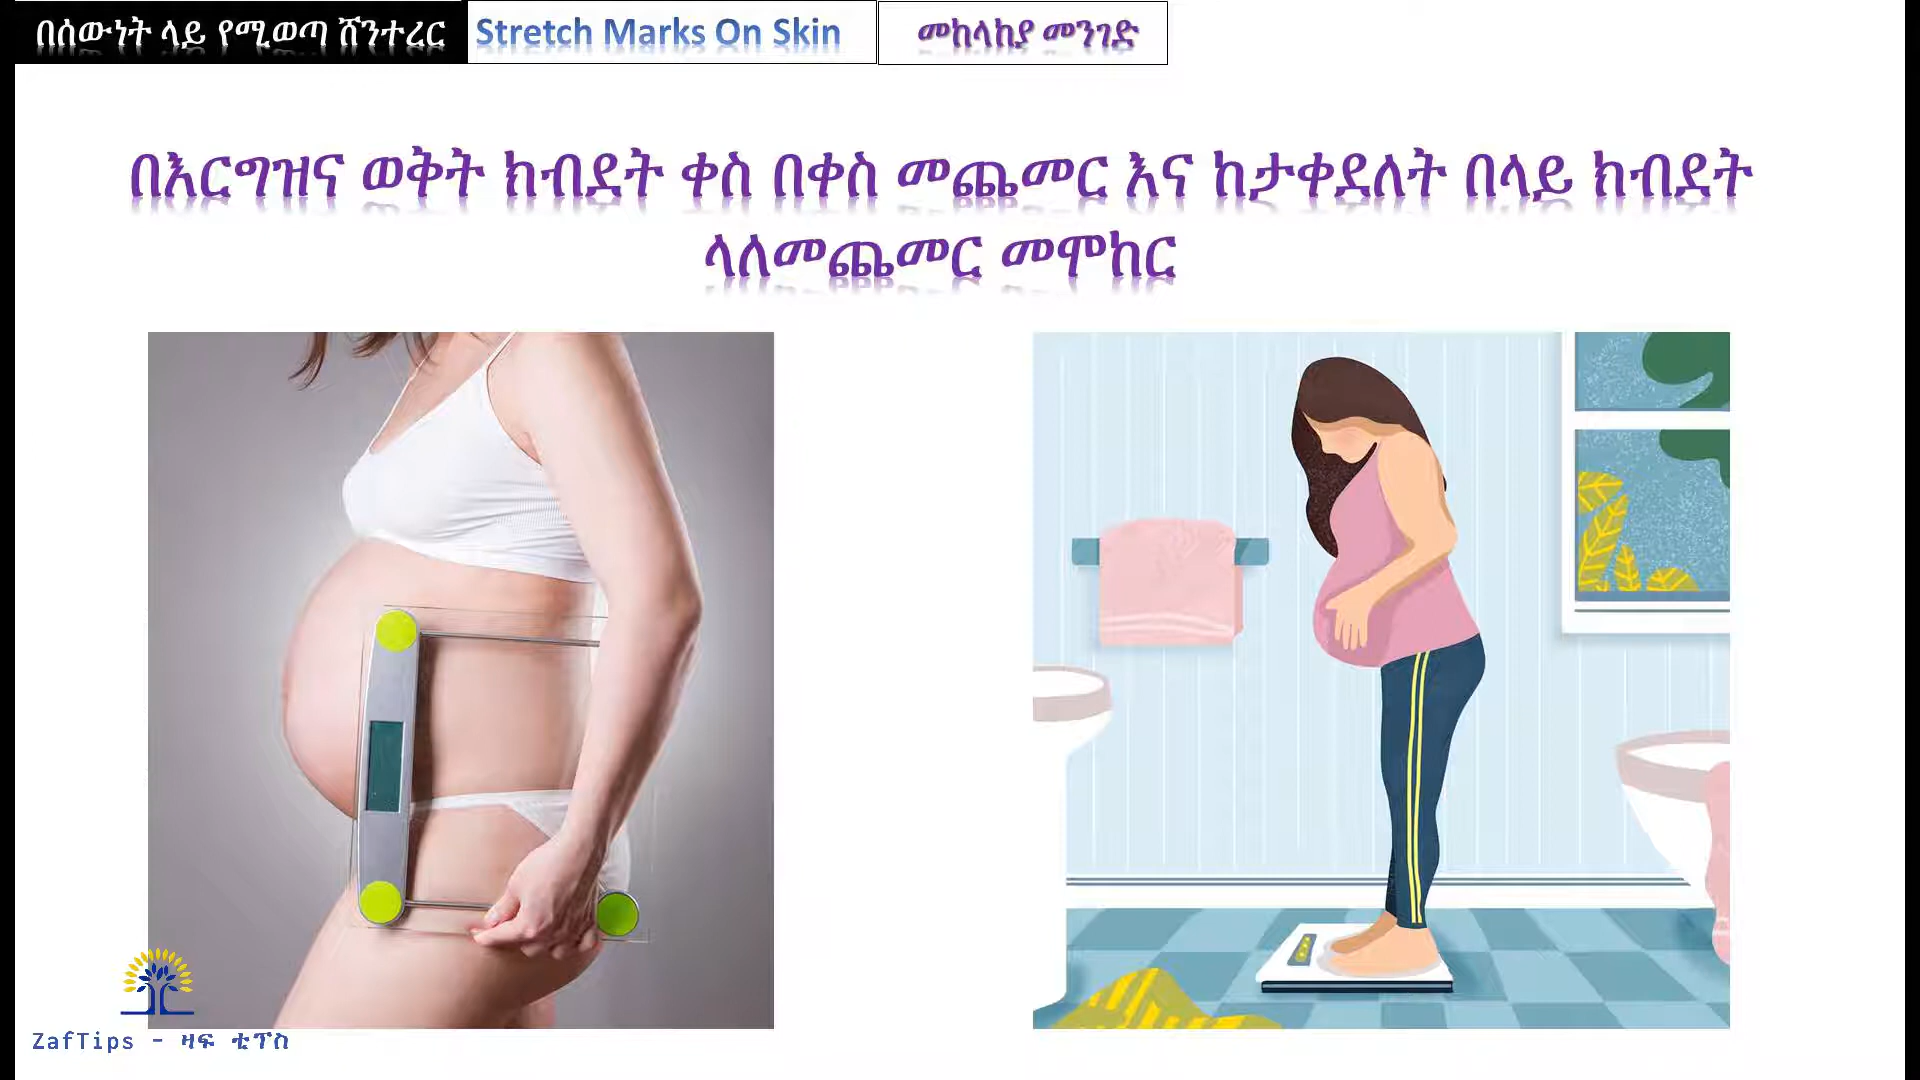 በሰውነት ላይ የሚወጣ ሸንተረር
Stretch Marks On Skin
መከላከያ መንገድ
በእርግዝና ወቅት ክብደት ቀስ በቀስ መጨመር እና ከታቀደለት በላይ ክብደት
ላለመጨመር መሞከር
ZafTips - ዛፍ ቲፕስ